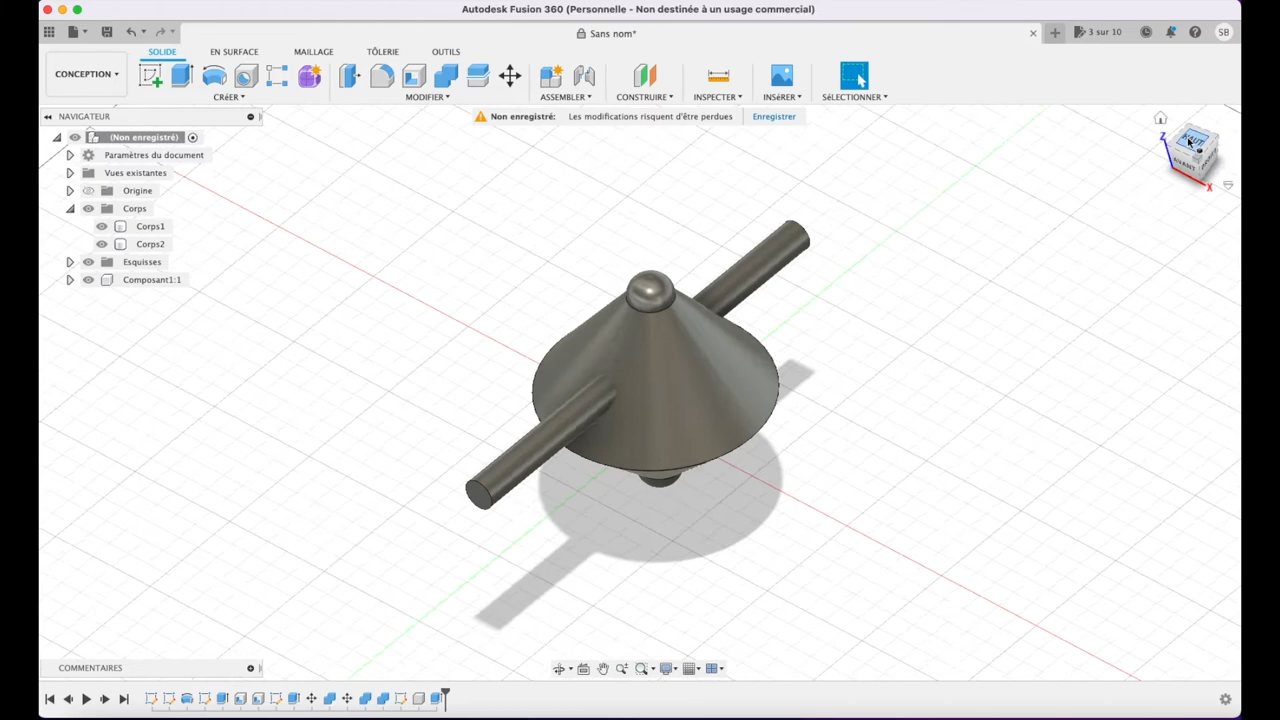 Autodesk Fusion 360 (Personnelle - Non destinée à un usage commercial)
Sans nom*
3 sur 10
SB
SOLIDE
EN SURFACE
MAILLAGE
TÔLERIE
OUTILS
CONCEPTION
CRÉER
MODIFIER
ASSEMBLER
CONSTRUIRE
INSPECTER
INSÉRER
SÉLECTIONNER
NAVIGATEUR
Non enregistré: Les modifications risquent d'être perdues Enregistrer
(Non enregistré)
Paramètres du document
Vues existantes
Origine
Corps
Corps1
Corps2
Esquisses
Composant1:1
Z
HAUT
AVANT
X
COMMENTAIRES